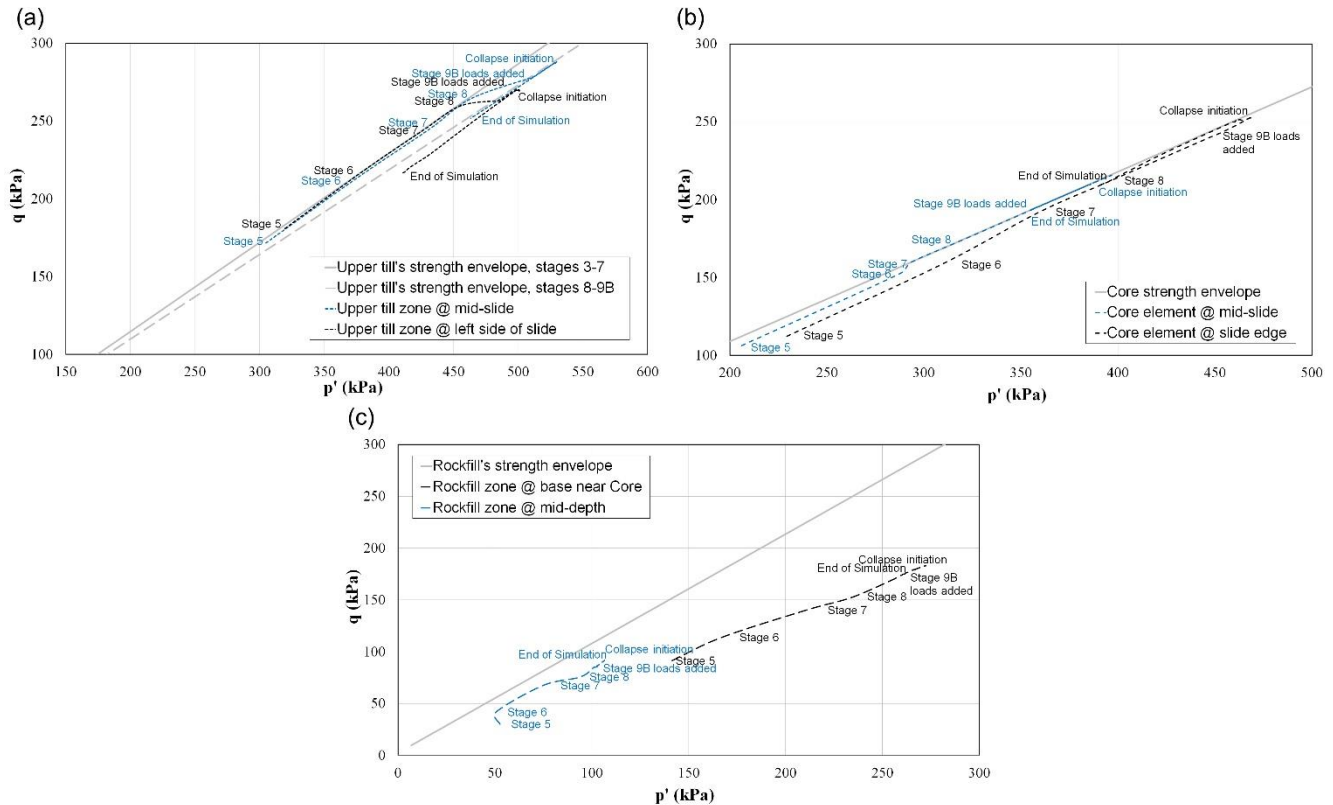 (a)
300
250
200
150
100
q (kPa)
150
200
250
300
350
400
450
500
550
600
p' (kPa)
Collapse initiation
Stage 9B loads added
Stage 9B loads added
Stage 8
Stage 8
Collapse initiation
Stage 7
Stage 7
End of Simulation
Stage 6
Stage 6
End of Simulation
Stage 5
Stage 5
Upper till's strength envelope, stages 3-7
Upper till's strength envelope, stages 8-9B
Upper till zone @ mid-slide
Upper till zone @ left side of slide
(b)
300
250
200
150
100
q (kPa)
200
250
300
350
400
450
500
p' (kPa)
Collapse initiation
Stage 9B loads
added
End of Simulation
Stage 8
Collapse initiation
Stage 9B loads added
Stage 7
End of Simulation
Stage 8
Stage 7
Stage 6
Stage 6
Stage 5
Stage 5
Core strength envelope
Core element @ mid-slide
Core element @ slide edge
(c)
300
250
200
150
100
50
0
q (kPa)
0
50
100
150
200
250
300
p' (kPa)
Rockfill's strength envelope
Rockfill zone @ base near Core
Rockfill zone @ mid-depth
Collapse initiation
End of Simulation
Stage 9B
loads added
Stage 8
Stage 7
Stage 6
Stage 5
Collapse initiation
End of Simulation
Stage 9B loads added
Stage 8
Stage 7
Stage 6
Stage 5